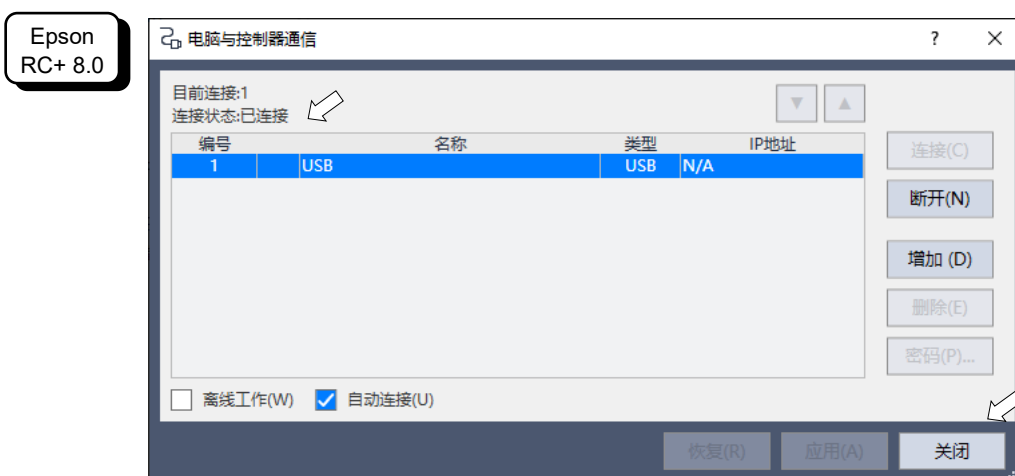 Epson
RC+ 8.0
电脑与控制器通信
?
目前连接:1
连接状态:已连接
▼ ▲
编号 名称 类型 IP地址
1 USB USB N/A
连接(C)
断开(N)
增加 (D)
删除(E)
密码(P)...
离线工作(W) 自动连接(U)
恢复(R) 应用(A) 关闭